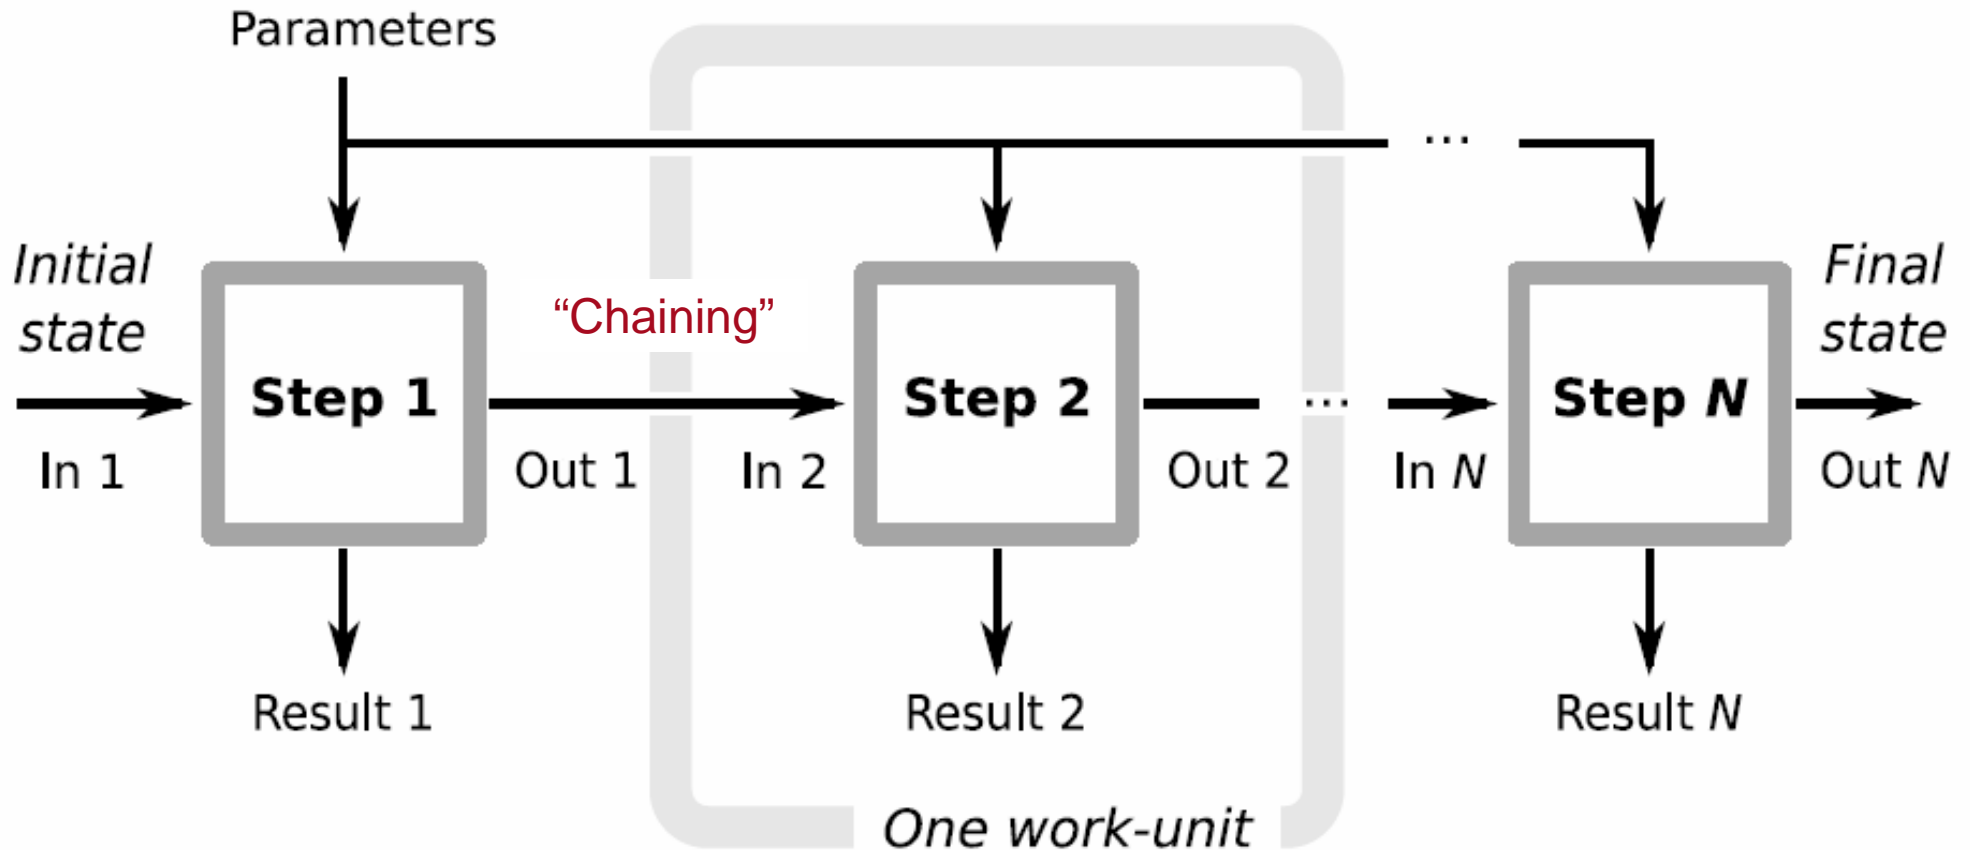 Parameters
...
Initial
state
“Chaining”
Final
state
Step 1
Step 2
...
Step N
In 1
Out 1
In 2
Out 2
In N
Out N
Result 1
Result 2
Result N
One work-unit